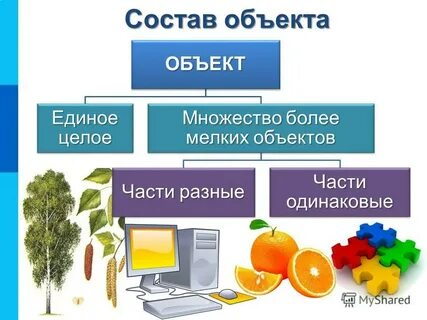 Состав объекта
ОБЪЕКТ
Единое
целое
Множество более
мелких объектов
Части разные
Части
одинаковые
MyShared